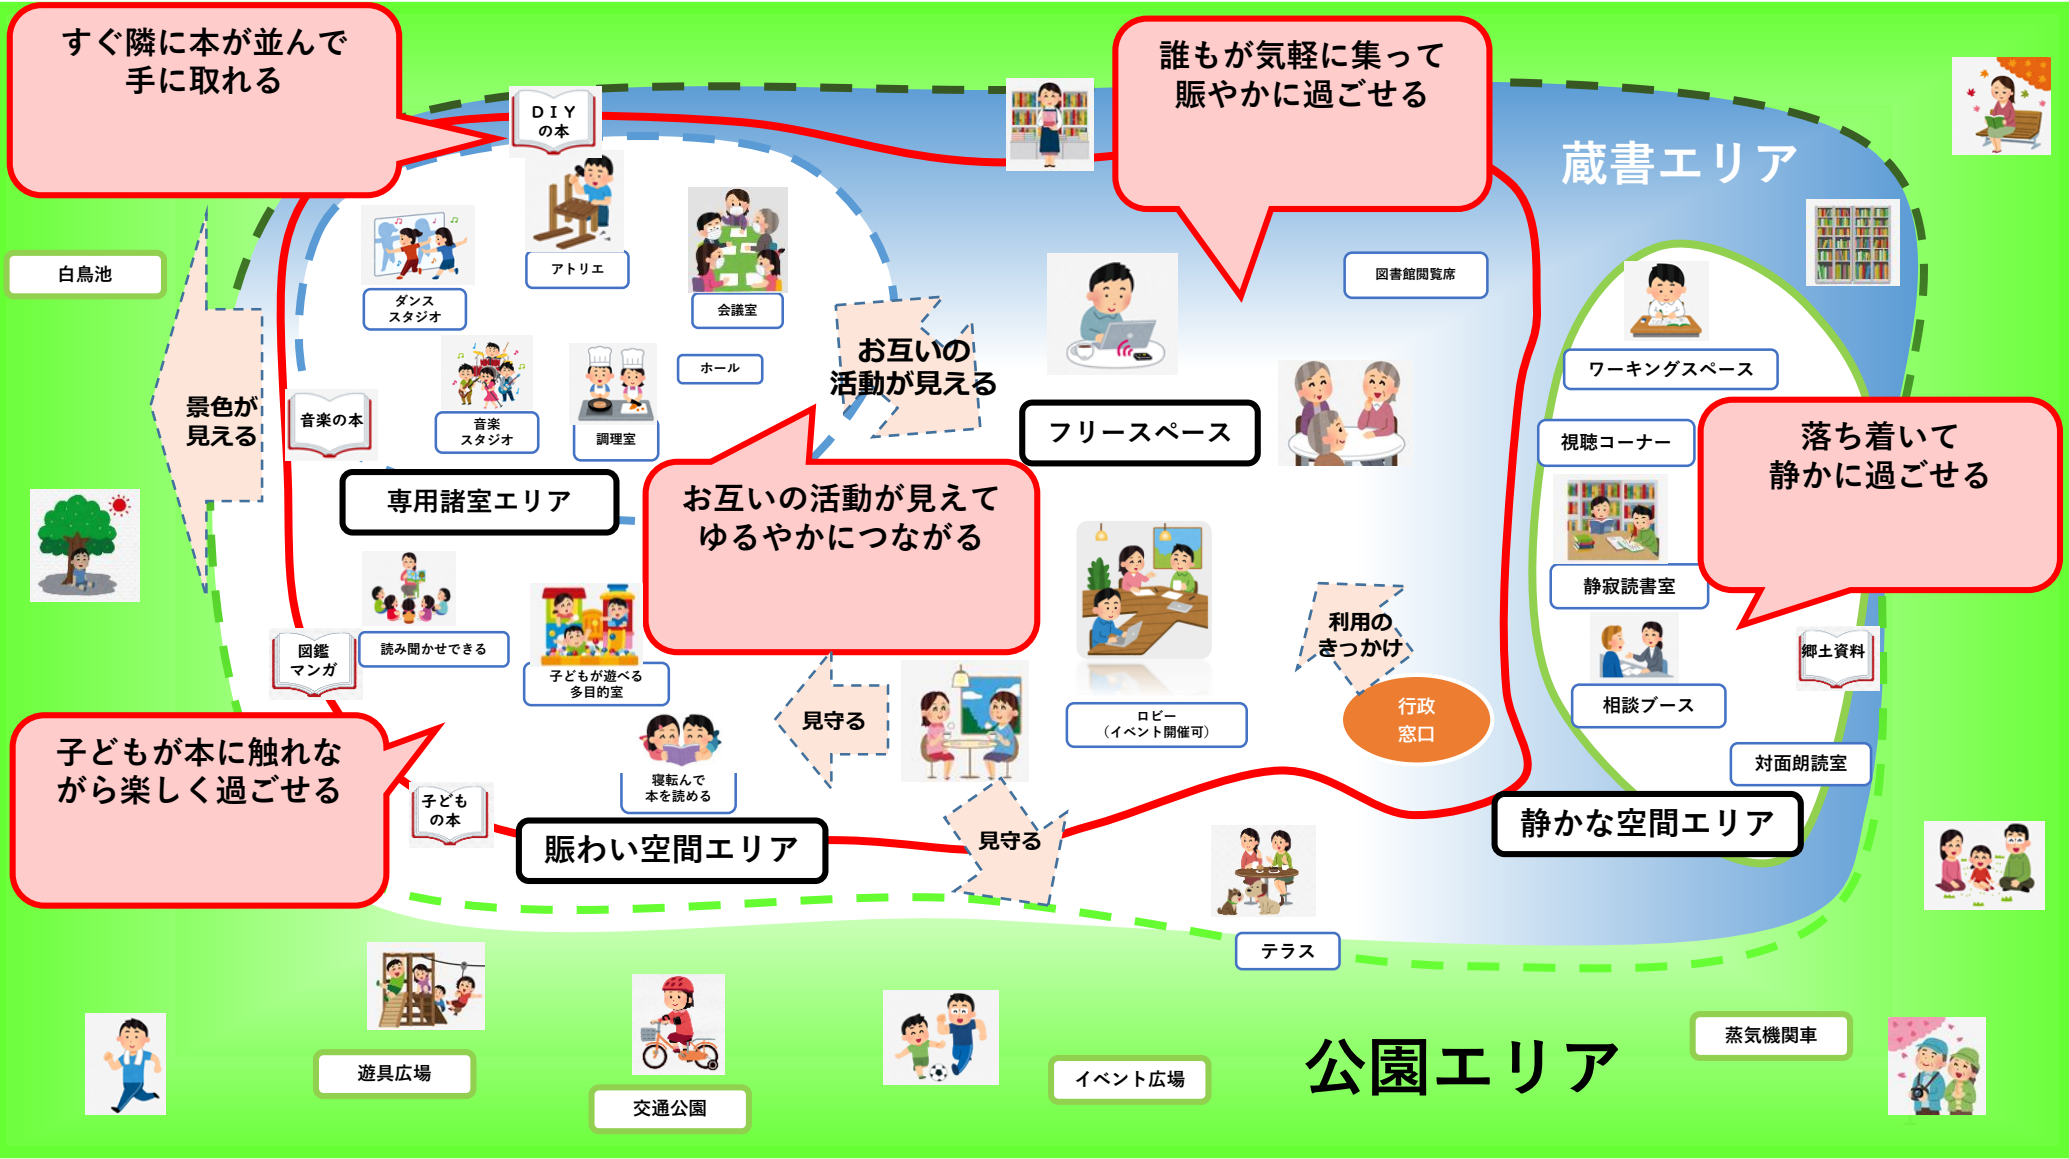 すぐ隣に本が並んで
手に取れる
誰もが気軽に集って
賑やかに過ごせる
DIY
の本
蔵書エリア
白鳥池
アトリエ
図書館閲覧席
ダンス
スタジオ
会議室
お互いの
活動が見える
ホール
ワーキングスペース
景色が
見える
音楽の本
音楽
スタジオ
調理室
フリースペース
視聴コーナー
落ち着いて
静かに過ごせる
専用諸室エリア
お互いの活動が見えて
ゆるやかにつながる
静寂読書室
利用の
きっかけ
図鑑
マンガ
読み聞かせできる
子どもが遊べる
多目的室
郷土資料
相談ブース
行政
窓口
見守る
ロビー
（イベント開催可）
子どもが本に触れな
がら楽しく過ごせる
対面朗読室
寝転んで
本を読める
子ども
の本
賑わい空間エリア
見守る
静かな空間エリア
テラス
遊具広場
交通公園
イベント広場
公園エリア
蒸気機関車